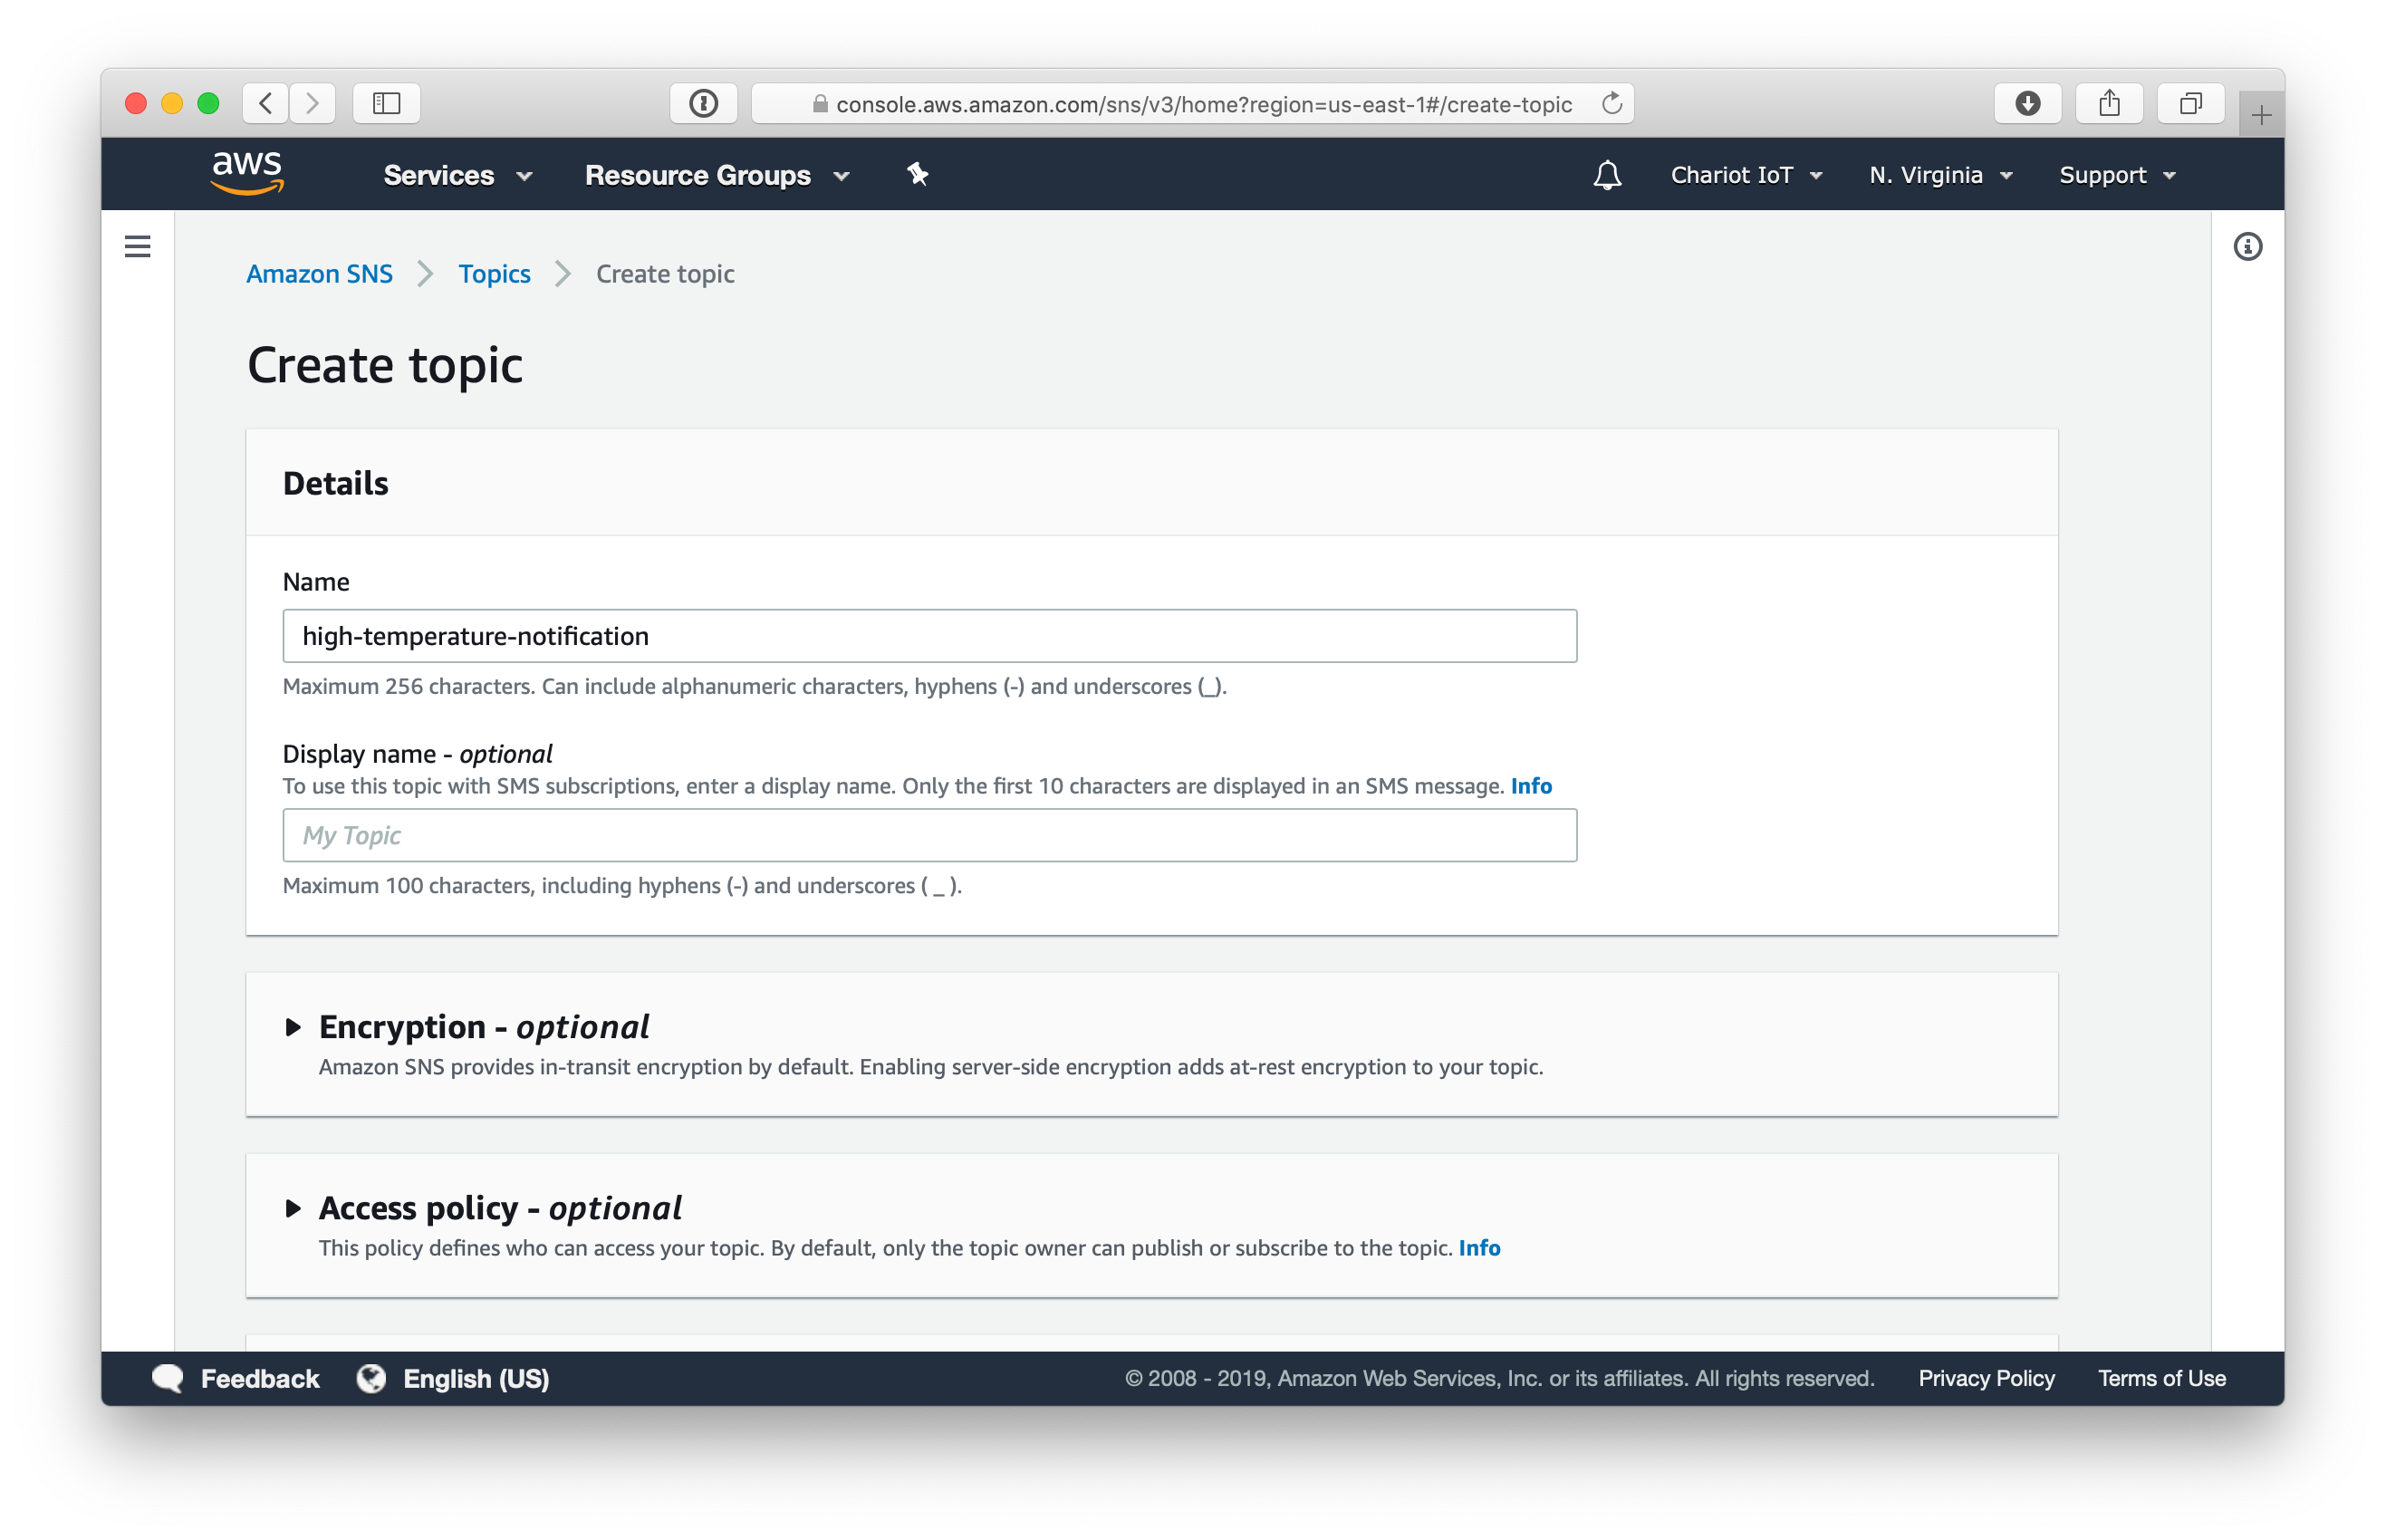 console.aws.amazon.com/sns/v3/home?region=us-east-1#/create-topic
aws Services Resource Groups Chariot IoT N. Virginia Support
Amazon SNS Topics Create topic
Create topic
Details
Name
high-temperature-notification
Maximum 256 characters. Can include alphanumeric characters, hyphens (-) and underscores (_).
Display name - optional
To use this topic with SMS subscriptions, enter a display name. Only the first 10 characters are displayed in an SMS message. Info
My Topic
Maximum 100 characters, including hyphens (-) and underscores ( _ ).
Encryption - optional
Amazon SNS provides in-transit encryption by default. Enabling server-side encryption adds at-rest encryption to your topic.
Access policy - optional
This policy defines who can access your topic. By default, only the topic owner can publish or subscribe to the topic. Info
Feedback English (US) © 2008 - 2019, Amazon Web Services, Inc. or its affiliates. All rights reserved. Privacy Policy Terms of Use